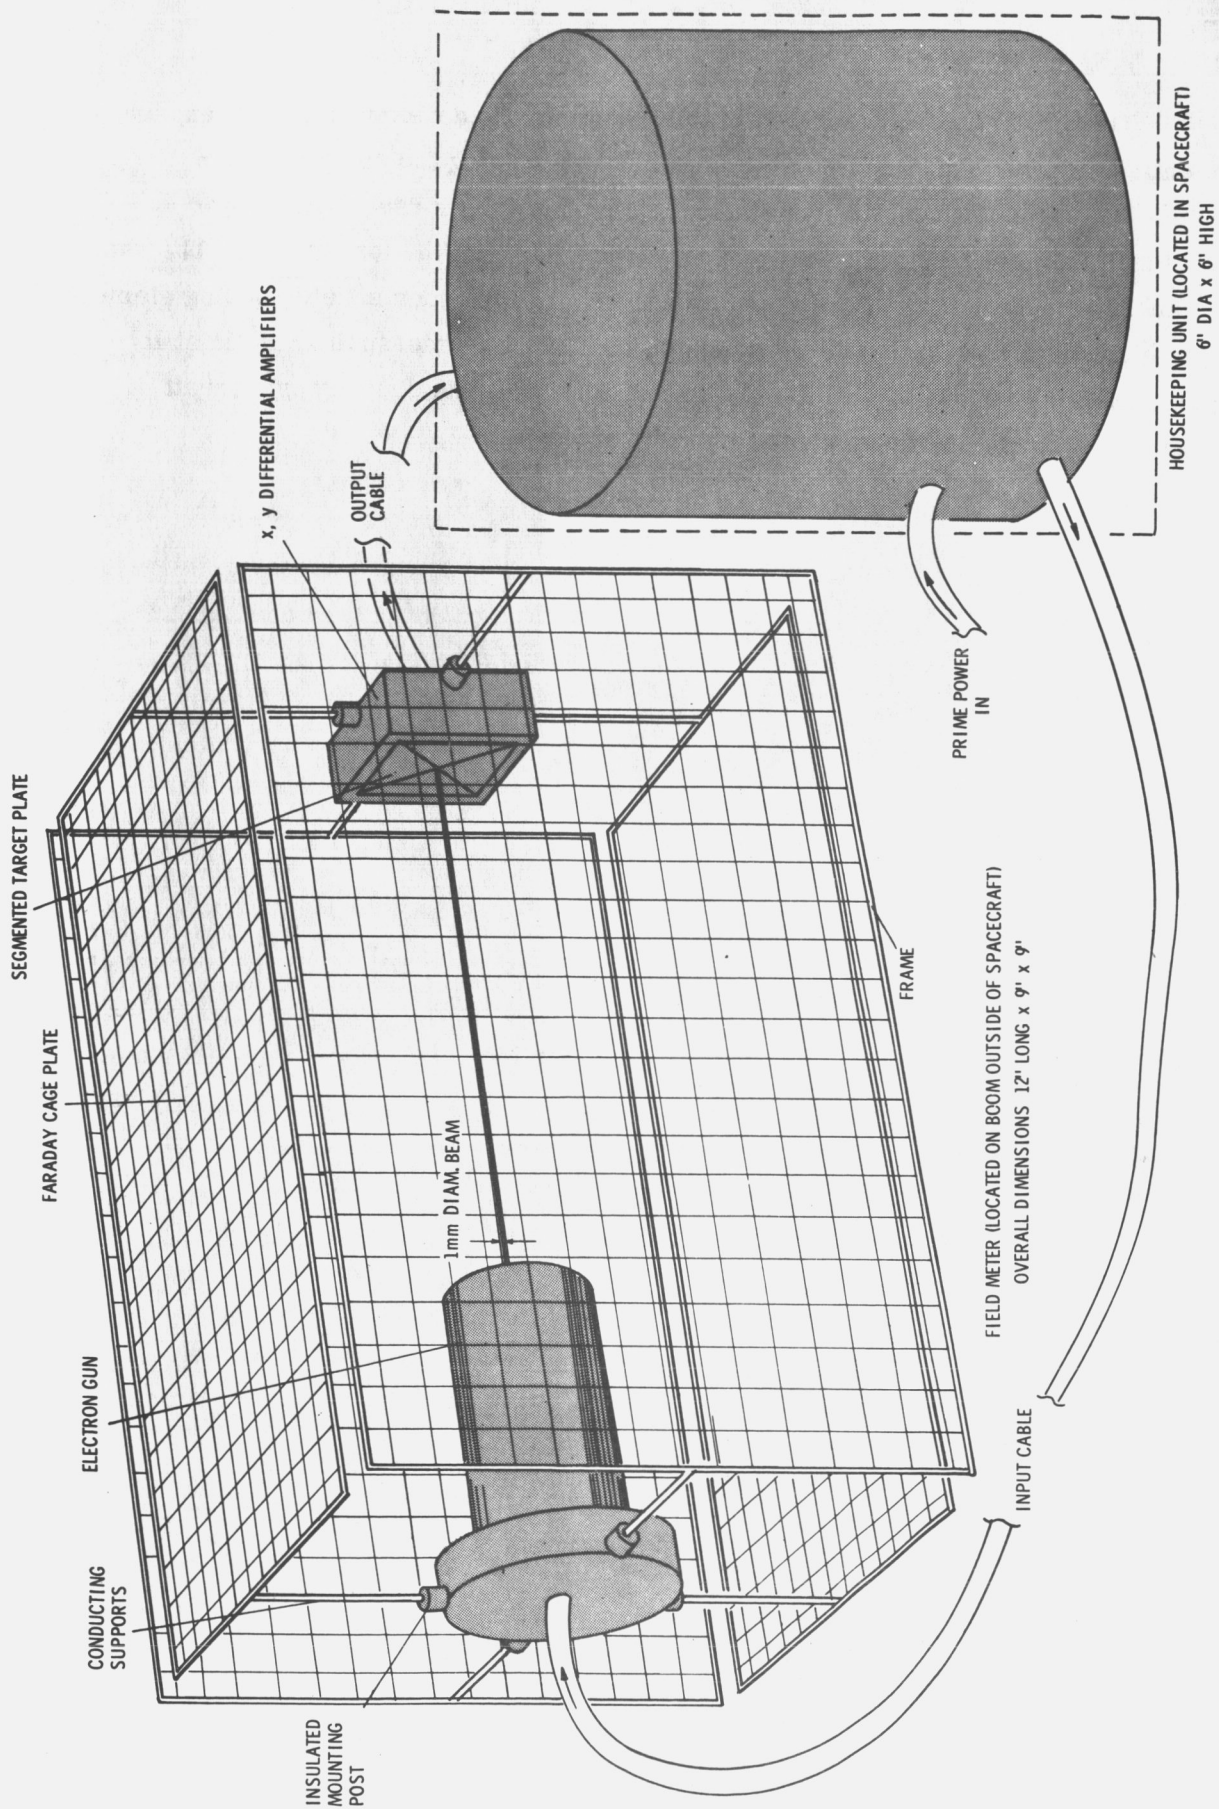 SEGMENTED TARGET PLATE
FARADAY CAGE PLATE
ELECTRON GUN
CONDUCTING
SUPPORTS
INSULATED
MOUNTING
POST
1mm DIAM. BEAM
x, y DIFFERENTIAL AMPLIFIERS
OUTPUT
CABLE
PRIME POWER
IN
FRAME
INPUT CABLE
FIELD METER (LOCATED ON BOOM OUTSIDE OF SPACECRAFT)
OVERALL DIMENSIONS 12" LONG x 9" x 9"
HOUSEKEEPING UNIT (LOCATED IN SPACECRAFT)
6" DIA x 6" HIGH